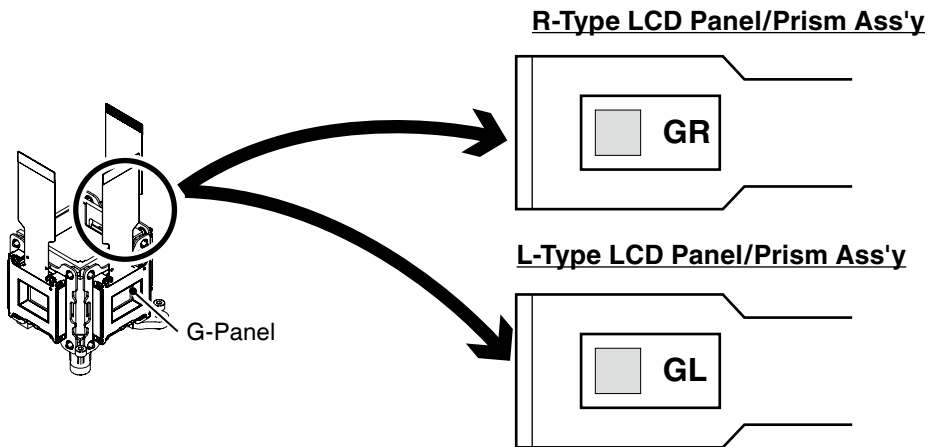 R-Type LCD Panel/Prism Ass'y
GR
L-Type LCD Panel/Prism Ass'y
GL
G-Panel